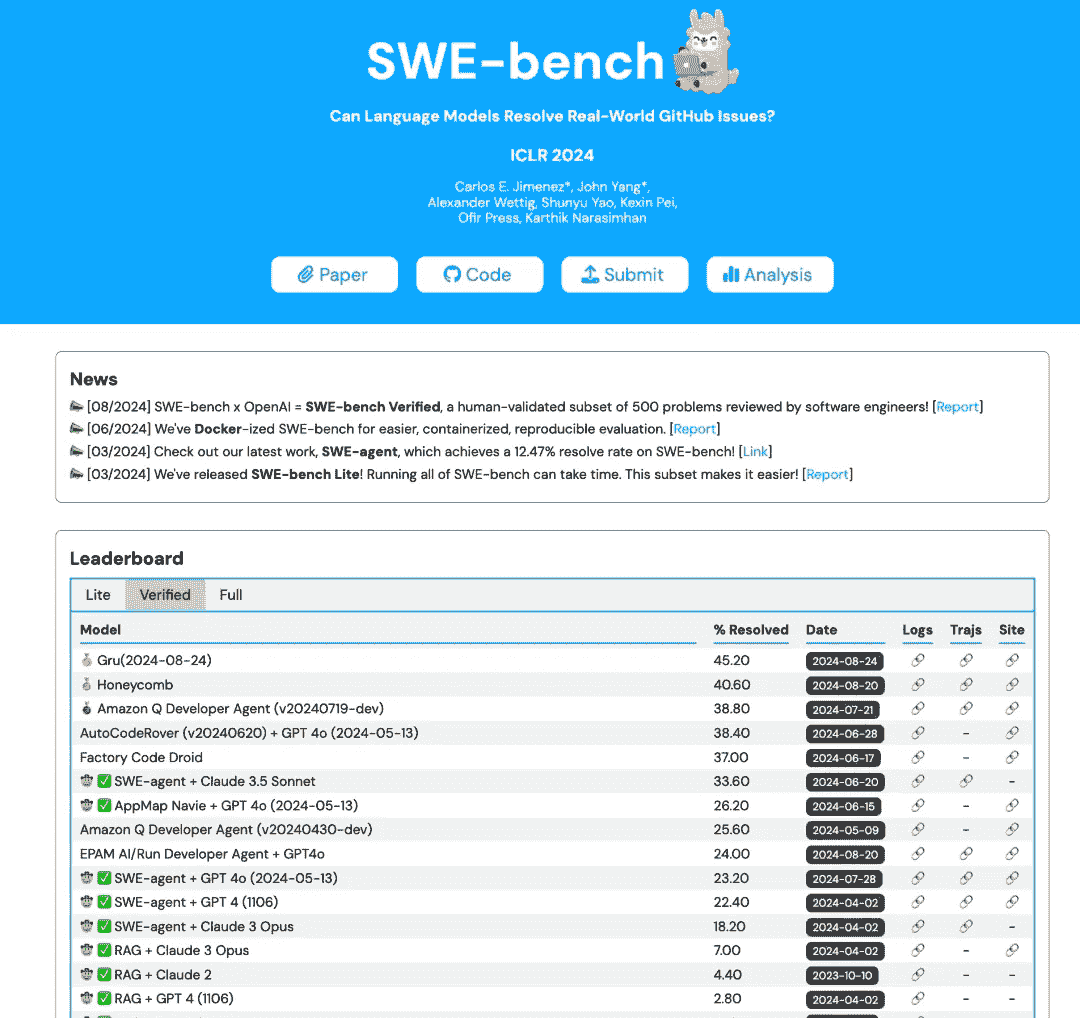 SWE-bench
Can Language Models Resolve Real-World GitHub Issues?
ICLR 2024
Carlos E. Jimenez*, John Yang*,
Alexander Wettig, Shunyu Yao, Kexin Pei,
Ofir Press, Karthik Narasimhan
Paper Code Submit Analysis
News
[08/2024] SWE-bench x OpenAI = SWE-bench Verified, a human-validated subset of 500 problems reviewed by software engineers! [Report]
[06/2024] We've Docker-ized SWE-bench for easier, containerized, reproducible evaluation. [Report]
[03/2024] Check out our latest work, SWE-agent, which achieves a 12.47% resolve rate on SWE-bench! [Link]
[03/2024] We've released SWE-bench Lite! Running all of SWE-bench can take time. This subset makes it easier! [Report]
Leaderboard
Lite Verified Full
Model % Resolved Date Logs Trajs Site
Gru(2024-08-24) 45.20 2024-08-24
Honeycomb 40.60 2024-08-20
Amazon Q Developer Agent (v20240719-dev) 38.80 2024-07-21
AutoCodeRover (v20240620) + GPT 4o (2024-05-13) 38.40 2024-06-28 -
Factory Code Droid 37.00 2024-06-17 -
SWE-agent + Claude 3.5 Sonnet 33.60 2024-06-20 -
AppMap Navie + GPT 4o (2024-05-13) 26.20 2024-06-15 -
Amazon Q Developer Agent (v20240430-dev) 25.60 2024-05-09 -
EPAM AI/Run Developer Agent + GPT4o 24.00 2024-08-20
SWE-agent + GPT 4o (2024-05-13) 23.20 2024-07-28
SWE-agent + GPT 4 (1106) 22.40 2024-04-02
SWE-agent + Claude 3 Opus 18.20 2024-04-02 -
RAG + Claude 3 Opus 7.00 2024-04-02 -
RAG + Claude 2 4.40 2023-10-10 - -
RAG + GPT 4 (1106) 2.80 2024-04-02 - -